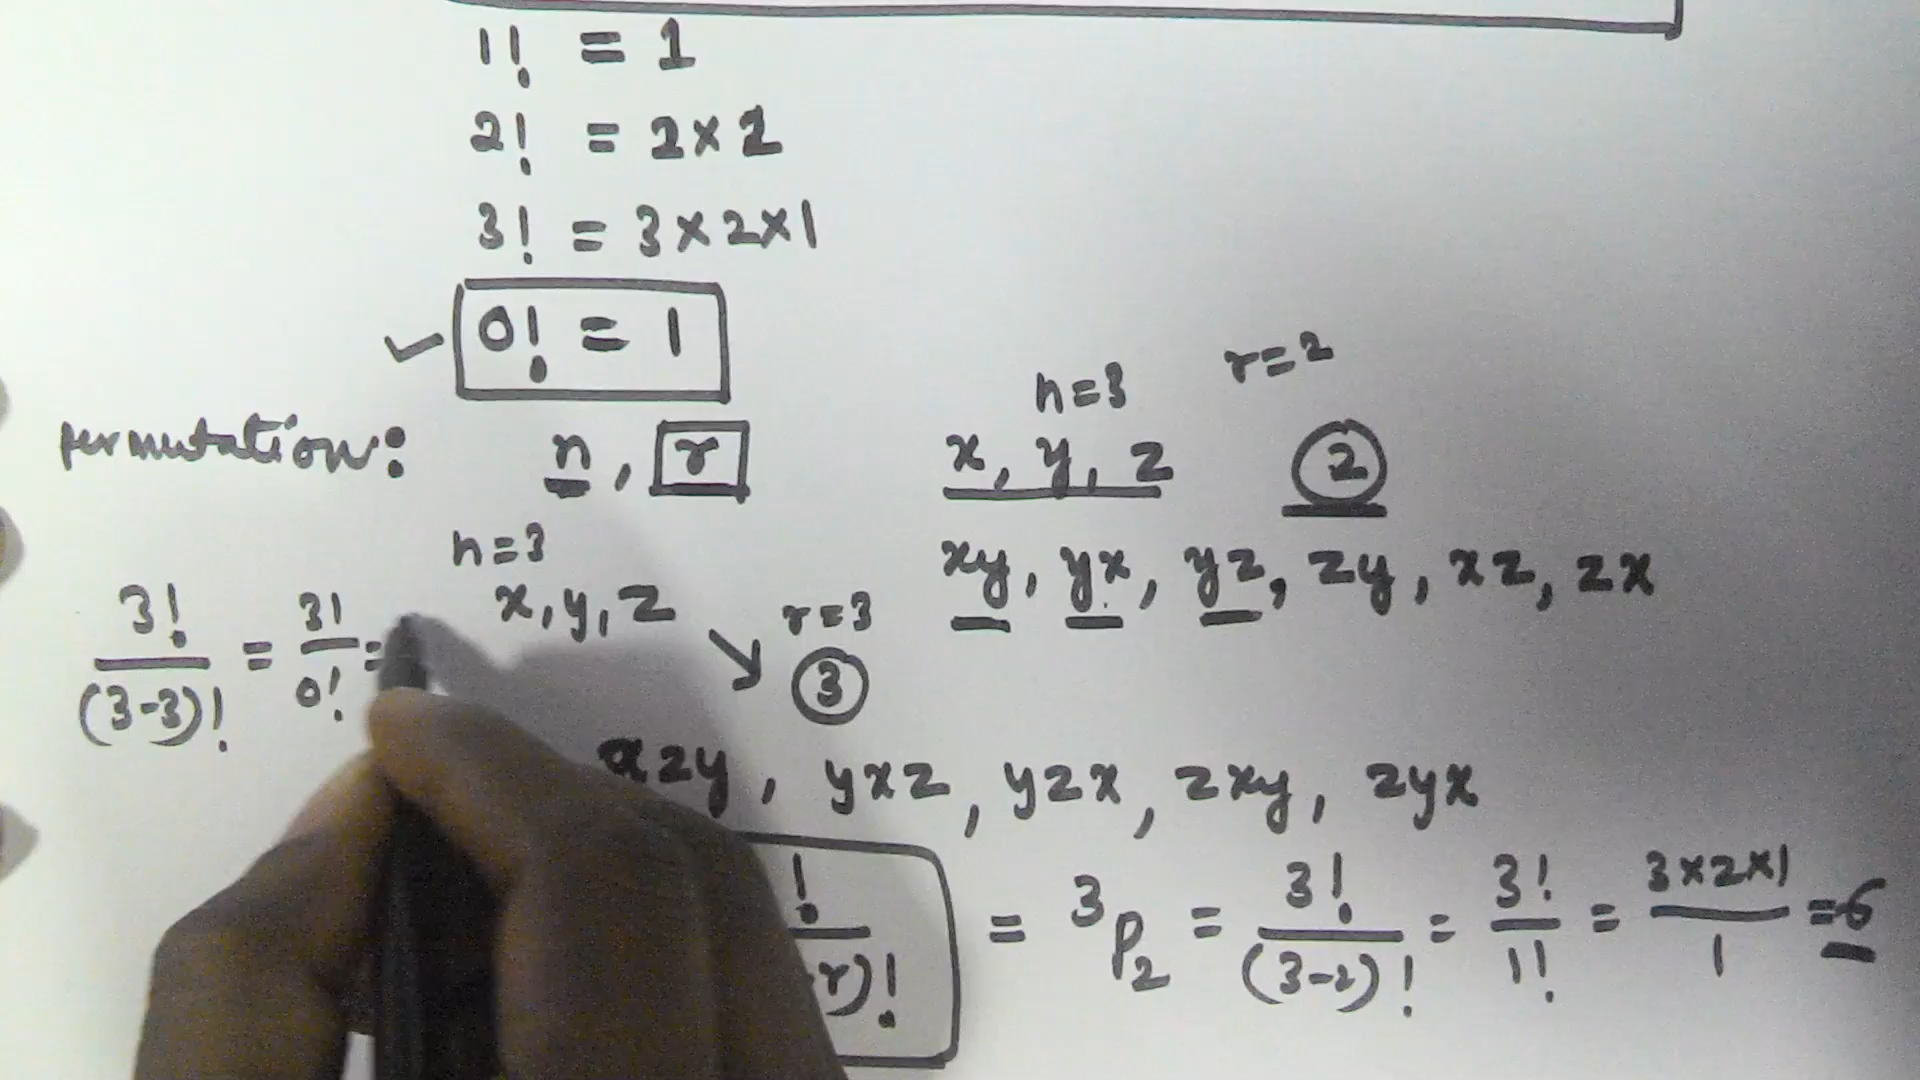 1! = 1
2! = 2×2
3! = 3×2×1
0! = 1
n=3 r=2
permutation: n, r x, y, z 2
n=3 xy, yx, yz, zy, xz, zx
3!/(3-3)! = 3!/0! = x, y, z r=3
3
xzy, yxz, yzx, zxy, zyx
!/r)! = ³P₂ = 3!/(3-2)! = 3!/1! = 3×2×1/1 = 6